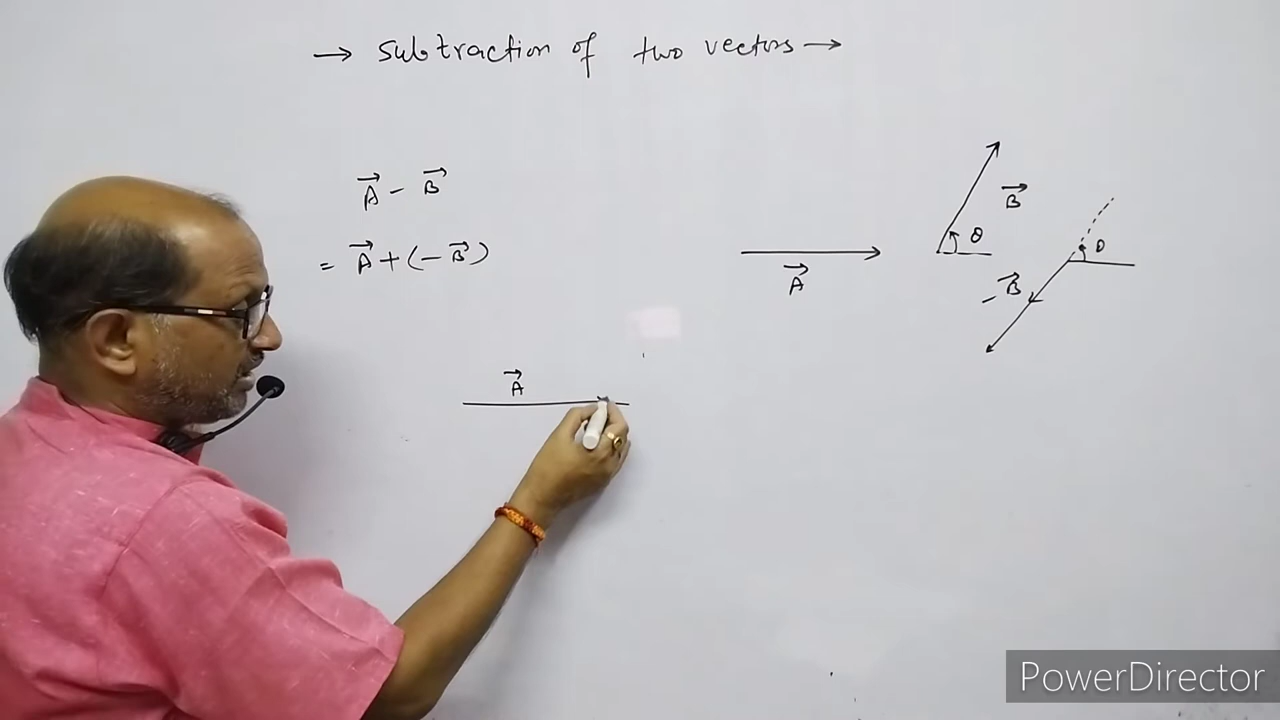 → Subtraction of two vectors →
A⃗ - B⃗
= A⃗ + (- B⃗)
A⃗
B⃗
θ
- B⃗
θ
A⃗
PowerDirector